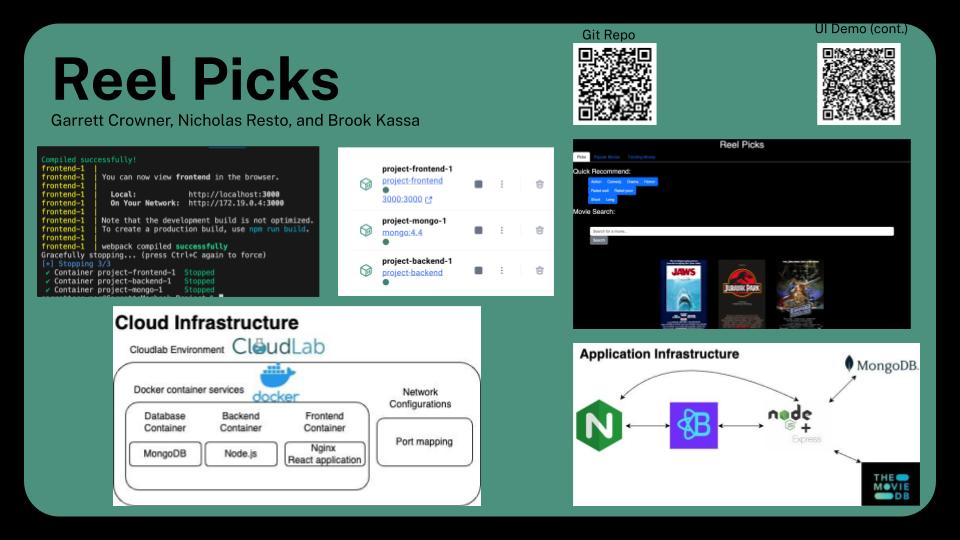 Git Repo
UI Demo (cont.)
Reel Picks
Garrett Crowner, Nicholas Resto, and Brook Kassa
Compiled successfully!
frontend-1 |
frontend-1 | You can now view frontend in the browser.
frontend-1 |
frontend-1 | Local: http://localhost:3000
frontend-1 | On Your Network: http://172.19.0.4:3000
frontend-1 |
frontend-1 | Note that the development build is not optimized.
frontend-1 | To create a production build, use npm run build.
frontend-1 |
frontend-1 | webpack compiled successfully
Gracefully stopping... (press Ctrl+C again to force)
[+] Stopping 3/3
✔ Container project-frontend-1 Stopped
✔ Container project-backend-1 Stopped
✔ Container project-mongo-1 Stopped
project-frontend-1
project-frontend
3000:3000
project-mongo-1
mongo:4.4
project-backend-1
project-backend
Reel Picks
Picks Popular Movies Trending Movies
Quick Recommend:
Action Comedy Drama Horror
Rated well Rated poor
Short Long
Movie Search:
Search for a movie...
Search
JAWS
JURASSIC PARK
STAR WARS
Cloud Infrastructure
Cloudlab Environment CloudLab
Docker container services docker
Network
Configurations
Database
Container
Backend
Container
Frontend
Container
MongoDB
Node.js
Nginx
React application
Port mapping
Application Infrastructure
MongoDB.
N
B
node
JS
+
Express
THE
MOVIE
DB